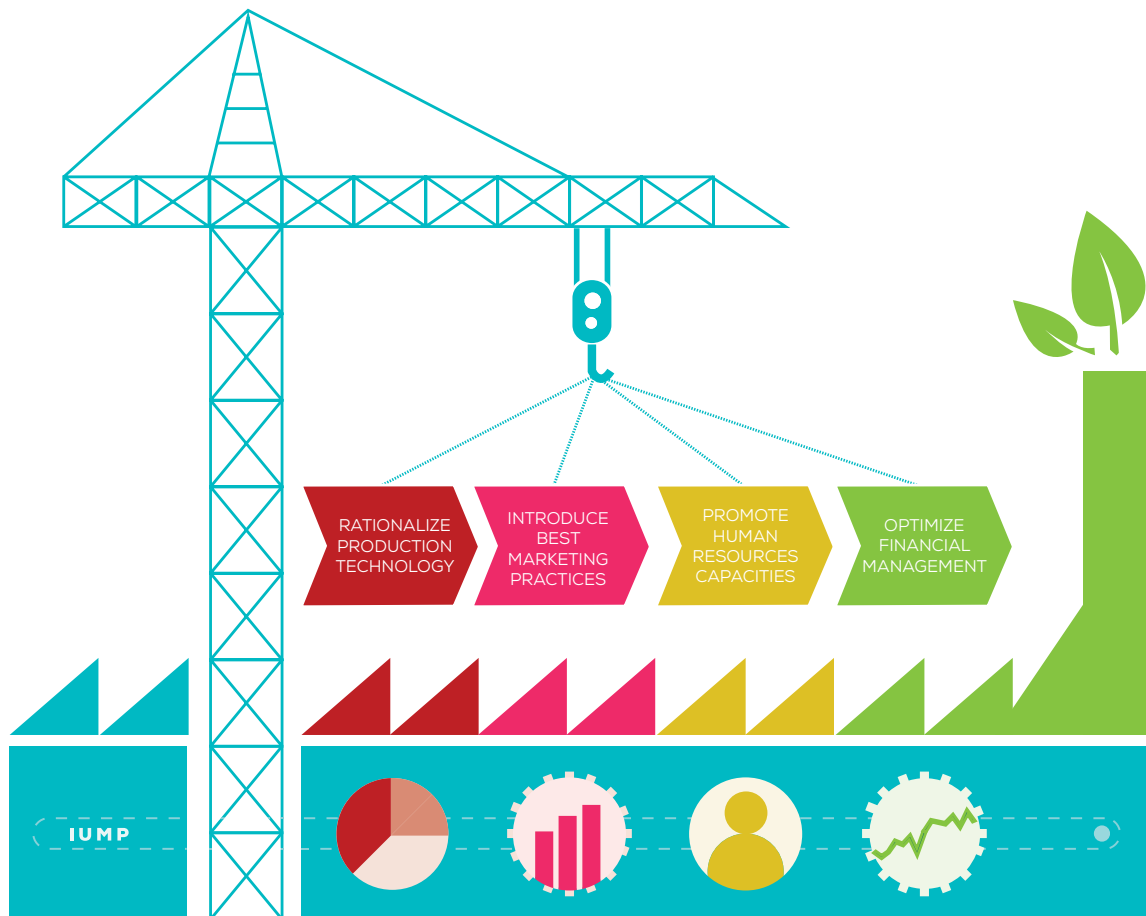 RATIONALIZE
PRODUCTION
TECHNOLOGY
INTRODUCE
BEST
MARKETING
PRACTICES
PROMOTE
HUMAN
RESOURCES
CAPACITIES
OPTIMIZE
FINANCIAL
MANAGEMENT
IUMP